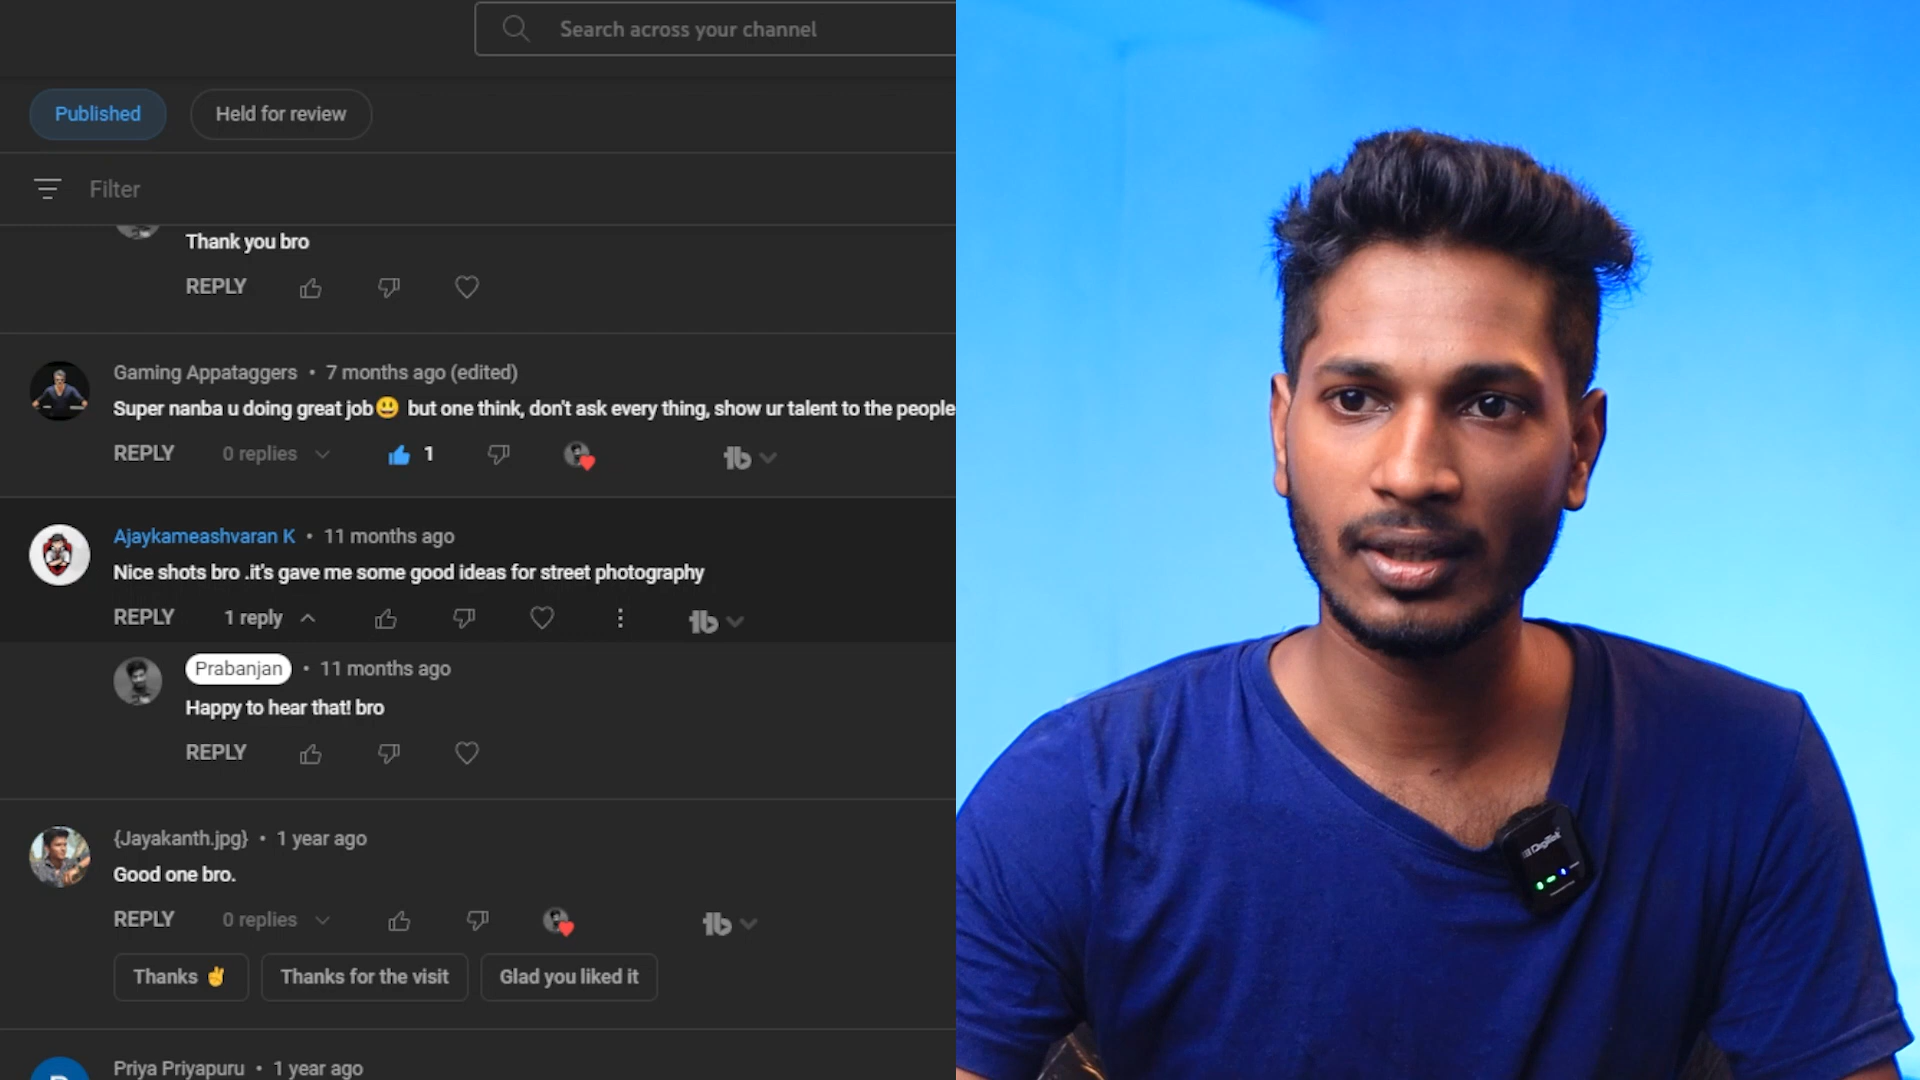 Search across your channel
Published
Held for review
Filter
Thank you bro
REPLY
Gaming Appataggers • 7 months ago (edited)
Super nanba u doing great job😃 but one think, don't ask every thing, show ur talent to the people
REPLY 0 replies 1 tb
Ajaykameashvaran K • 11 months ago
Nice shots bro .it's gave me some good ideas for street photography
REPLY 1 reply tb
Prabanjan • 11 months ago
Happy to hear that! bro
REPLY
{Jayakanth.jpg} • 1 year ago
Good one bro.
REPLY 0 replies tb
Thanks ✌️
Thanks for the visit
Glad you liked it
Priya Priyapuru • 1 year ago
DigiTek